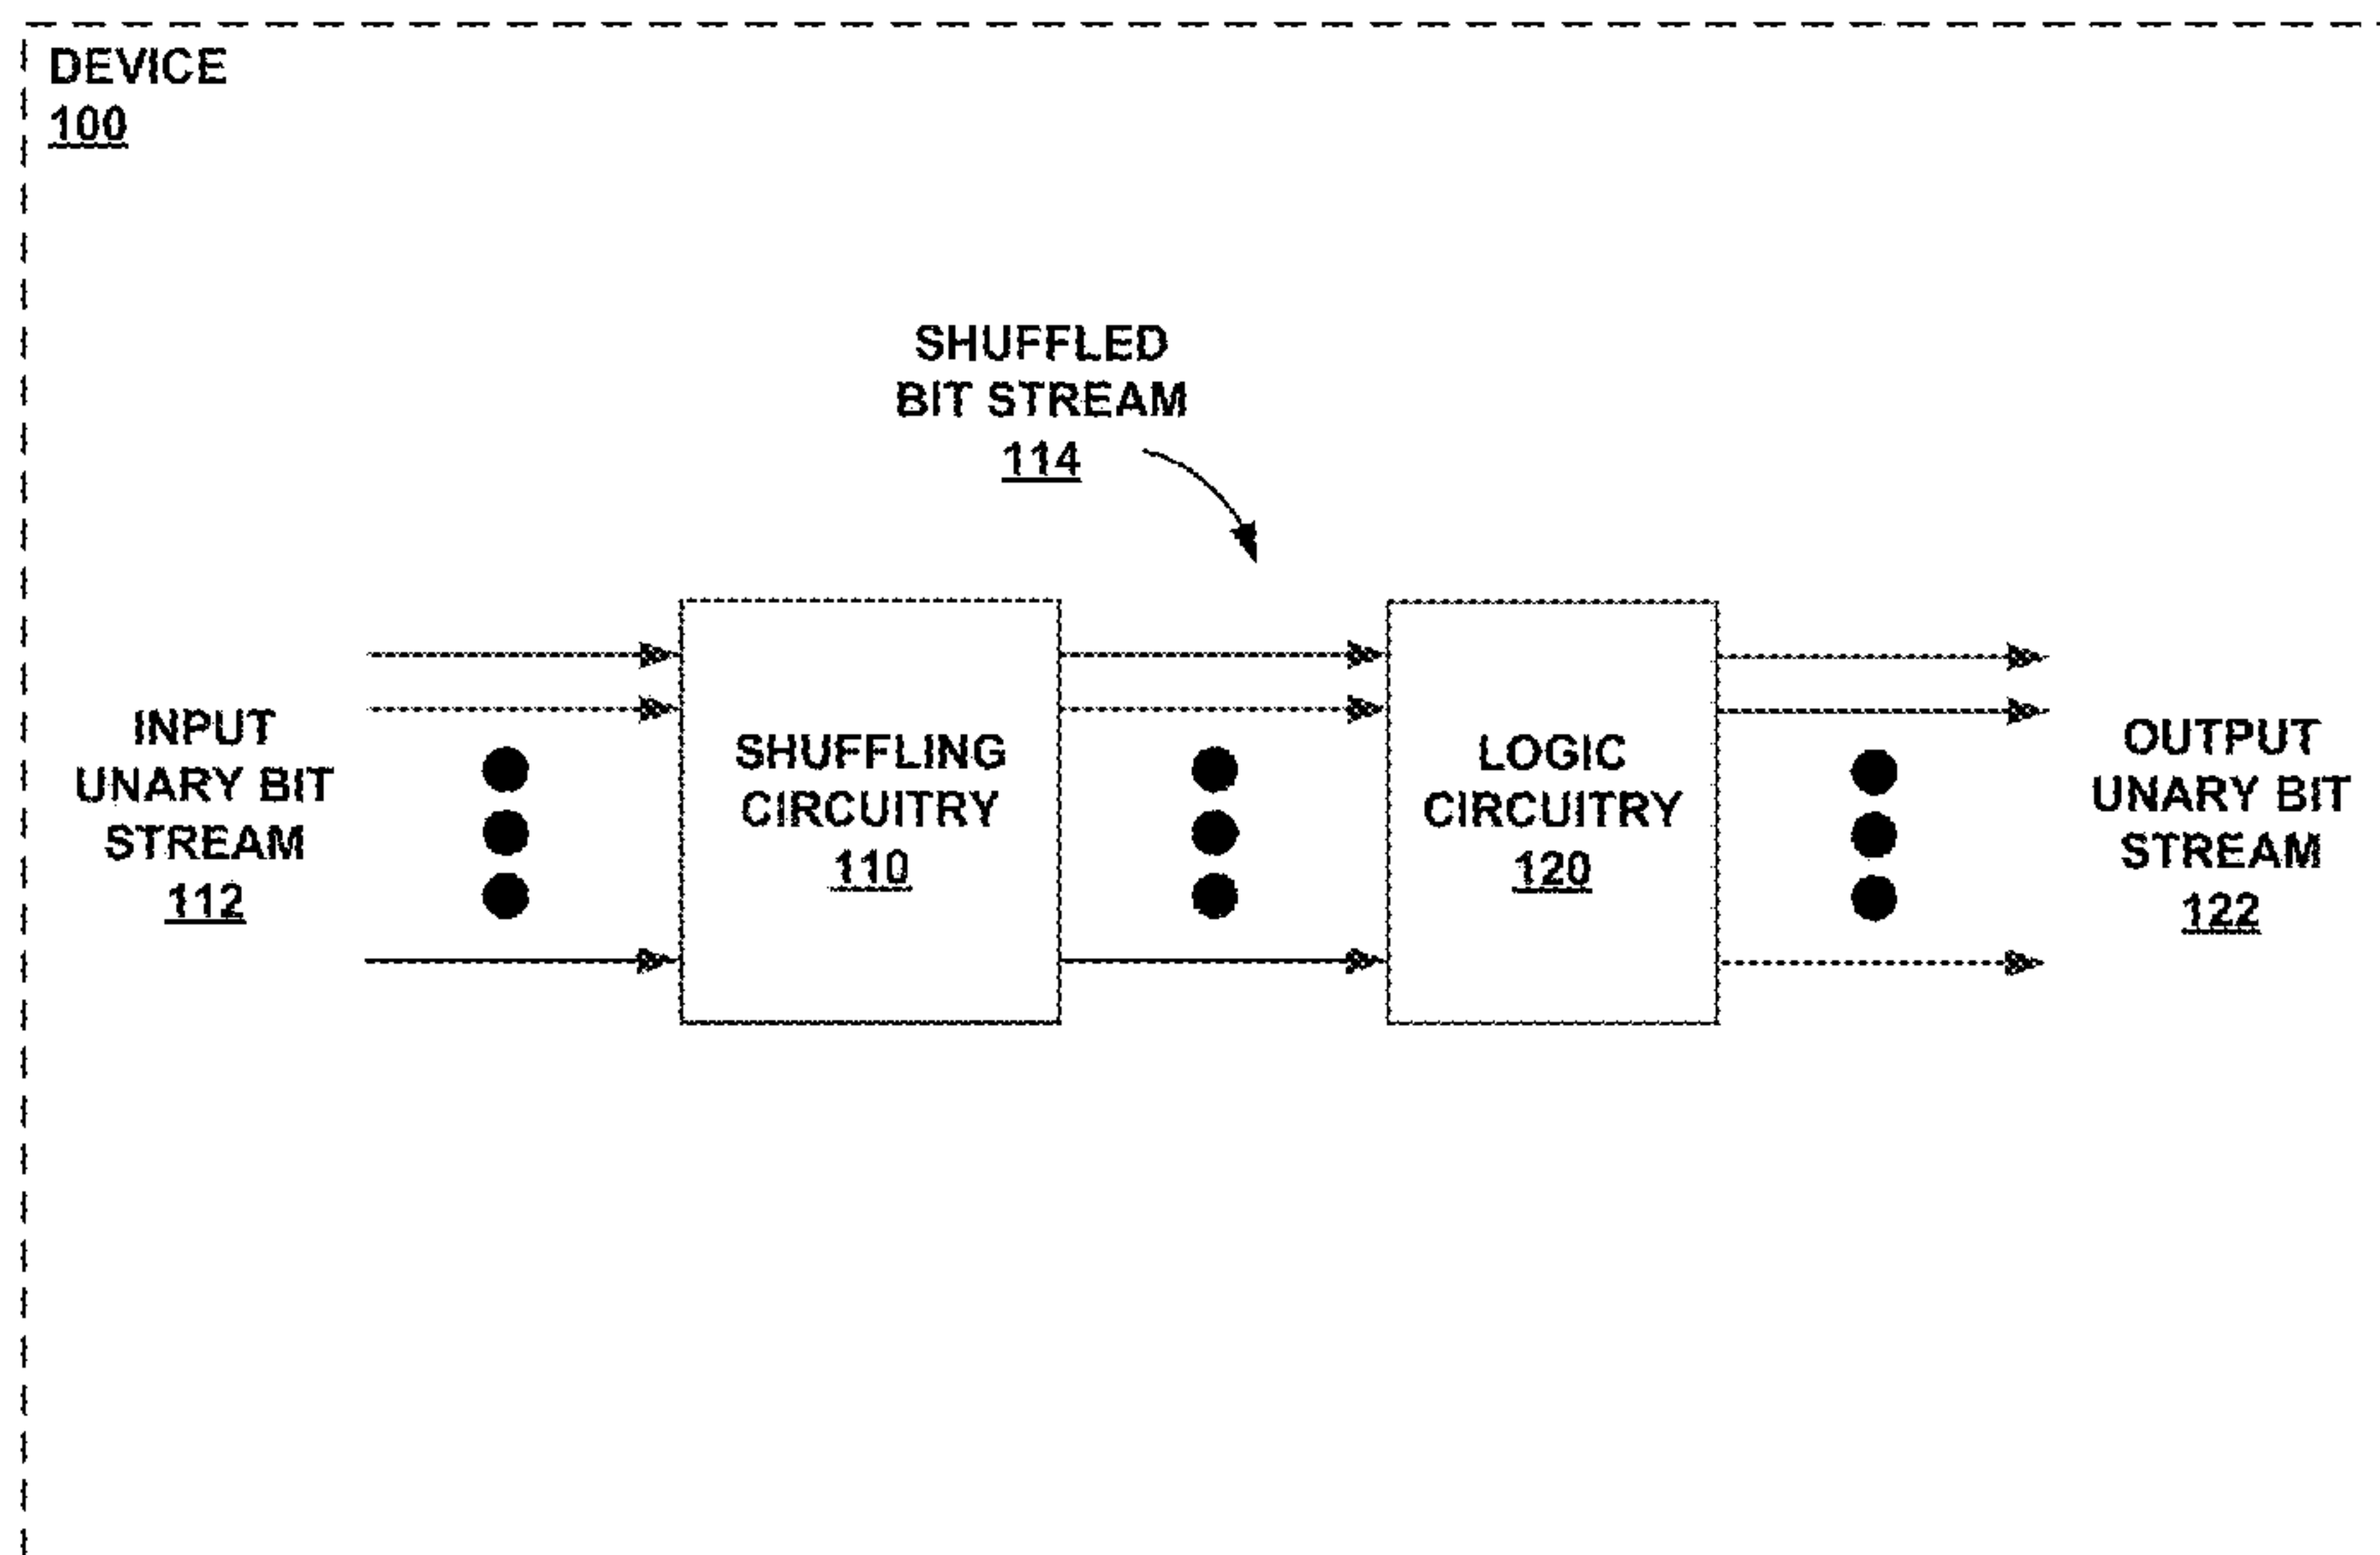 DEVICE
100
SHUFFLED
BIT STREAM
114
INPUT
UNARY BIT
STREAM
112
SHUFFLING
CIRCUITRY
110
LOGIC
CIRCUITRY
120
OUTPUT
UNARY BIT
STREAM
122